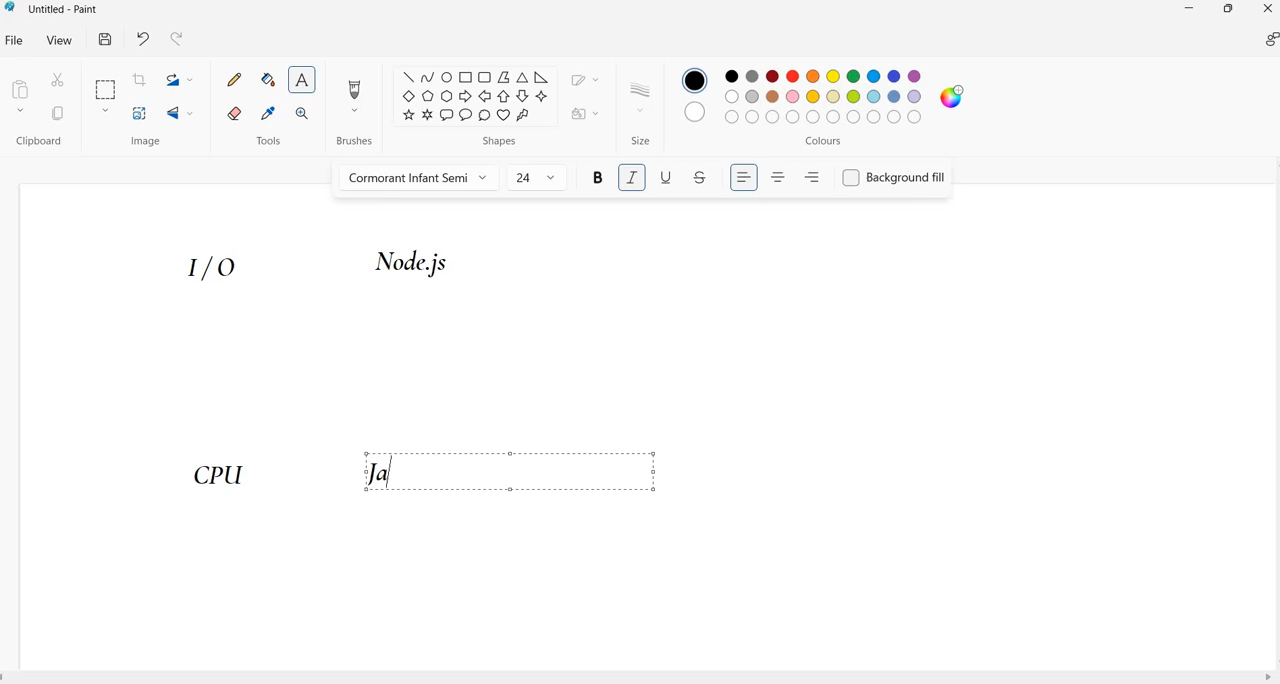 Untitled - Paint
File
View
Clipboard
Image
Tools
Brushes
Shapes
Size
Colours
Cormorant Infant Semi
24
B
I
U
S
Background fill
I / O
Node.js
CPU
Ja